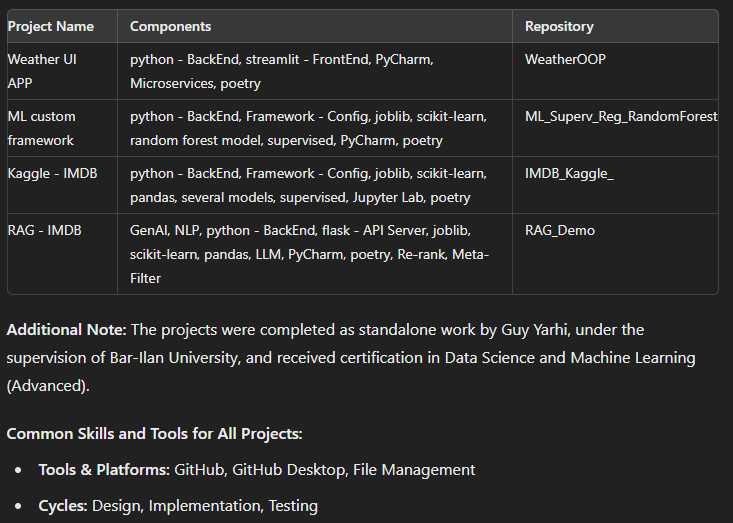 Project Name Components Repository
Weather UI APP python - BackEnd, streamlit - FrontEnd, PyCharm, Microservices, poetry WeatherOOP
ML custom framework python - BackEnd, Framework - Config, joblib, scikit-learn, random forest model, supervised, PyCharm, poetry ML_Superv_Reg_RandomForest
Kaggle - IMDB python - BackEnd, Framework - Config, joblib, scikit-learn, pandas, several models, supervised, Jupyter Lab, poetry IMDB_Kaggle_
RAG - IMDB GenAI, NLP, python - BackEnd, flask - API Server, joblib, scikit-learn, pandas, LLM, PyCharm, poetry, Re-rank, Meta-Filter RAG_Demo
Additional Note: The projects were completed as standalone work by Guy Yarhi, under the
supervision of Bar-Ilan University, and received certification in Data Science and Machine Learning
(Advanced).
Common Skills and Tools for All Projects:
• Tools & Platforms: GitHub, GitHub Desktop, File Management
• Cycles: Design, Implementation, Testing